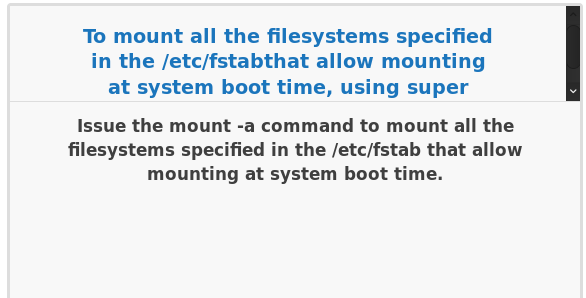 To mount all the filesystems specified
in the /etc/fstabthat allow mounting
at system boot time, using super
Issue the mount -a command to mount all the
filesystems specified in the /etc/fstab that allow
mounting at system boot time.